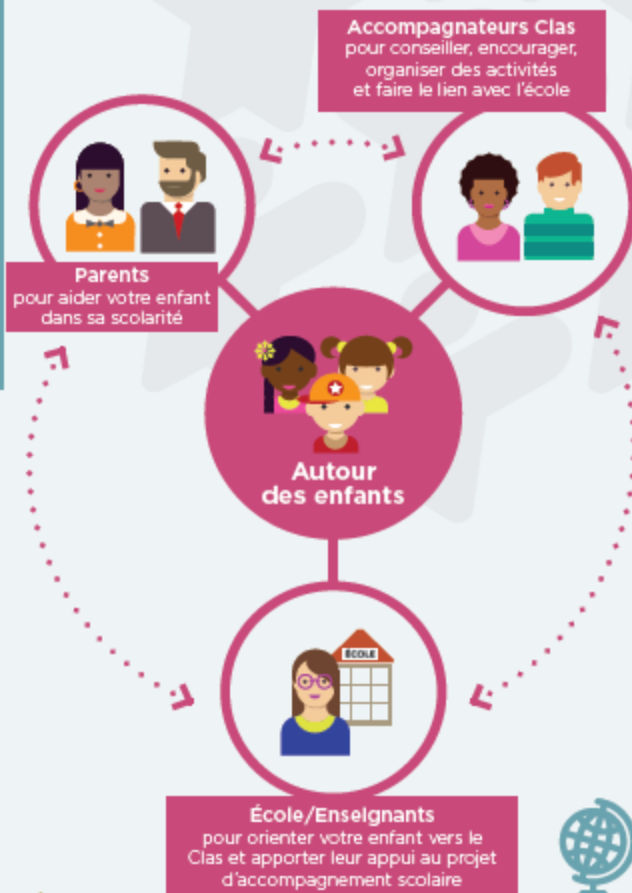 Accompagnateurs Clas
pour conseiller, encourager,
organiser des activités
et faire le lien avec l'école
Parents
pour aider votre enfant
dans sa scolarité
Autour
des enfants
ÉCOLE
École/Enseignants
pour orienter votre enfant vers le
Clas et apporter leur appui au projet
d'accompagnement scolaire